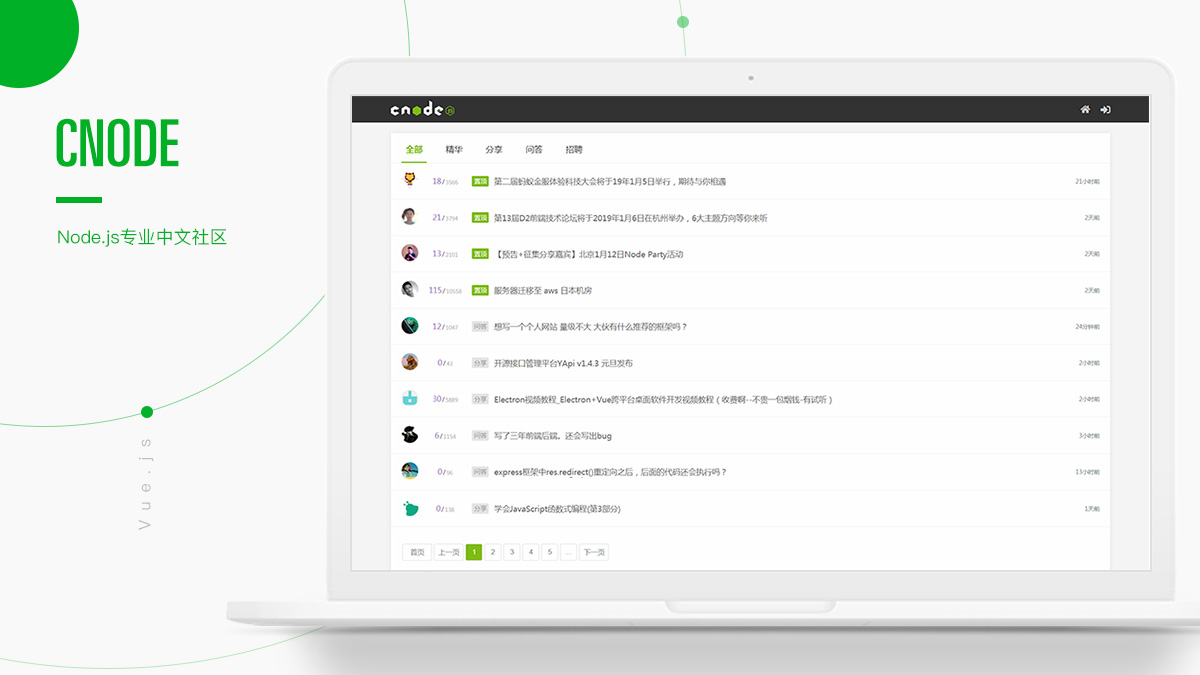 CNODE
Node.js专业中文社区
Vue.js
cnode js
全部 精华 分享 问答 招聘
18/3566 置顶 第二届蚂蚁金服体验科技大会将于19年1月5日举行，期待与你相遇 21小时前
21/3794 置顶 第13届D2前端技术论坛将于2019年1月6日在杭州举办，6大主题方向等你来听 2天前
13/2101 置顶 【预告+征集分享嘉宾】北京1月12日Node Party活动 2天前
115/10558 置顶 服务器迁移至 aws 日本机房 2天前
12/1047 问答 想写一个个人网站 量级不大 大伙有什么推荐的框架吗？ 24分钟前
0/43 分享 开源接口管理平台YApi v1.4.3 元旦发布 2小时前
30/5889 分享 Electron视频教程_Electron+Vue跨平台桌面软件开发视频教程（收费啊--不贵一包烟钱-有试听） 2小时前
6/1154 问答 写了三年前端后端。还会写出bug 3小时前
0/96 问答 express框架中res.redirect()重定向之后，后面的代码还会执行吗？ 13小时前
0/136 分享 学会JavaScript函数式编程(第3部分) 1天前
首页 上一页 1 2 3 4 5 ... 下一页